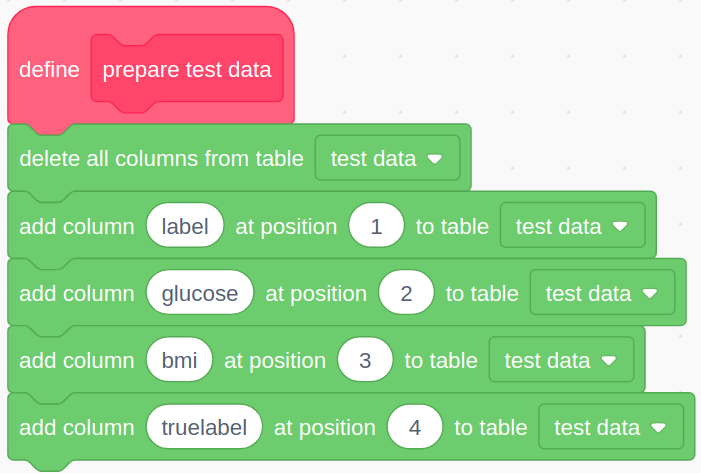 define prepare test data
delete all columns from table test data
add column label at position 1 to table test data
add column glucose at position 2 to table test data
add column bmi at position 3 to table test data
add column truelabel at position 4 to table test data